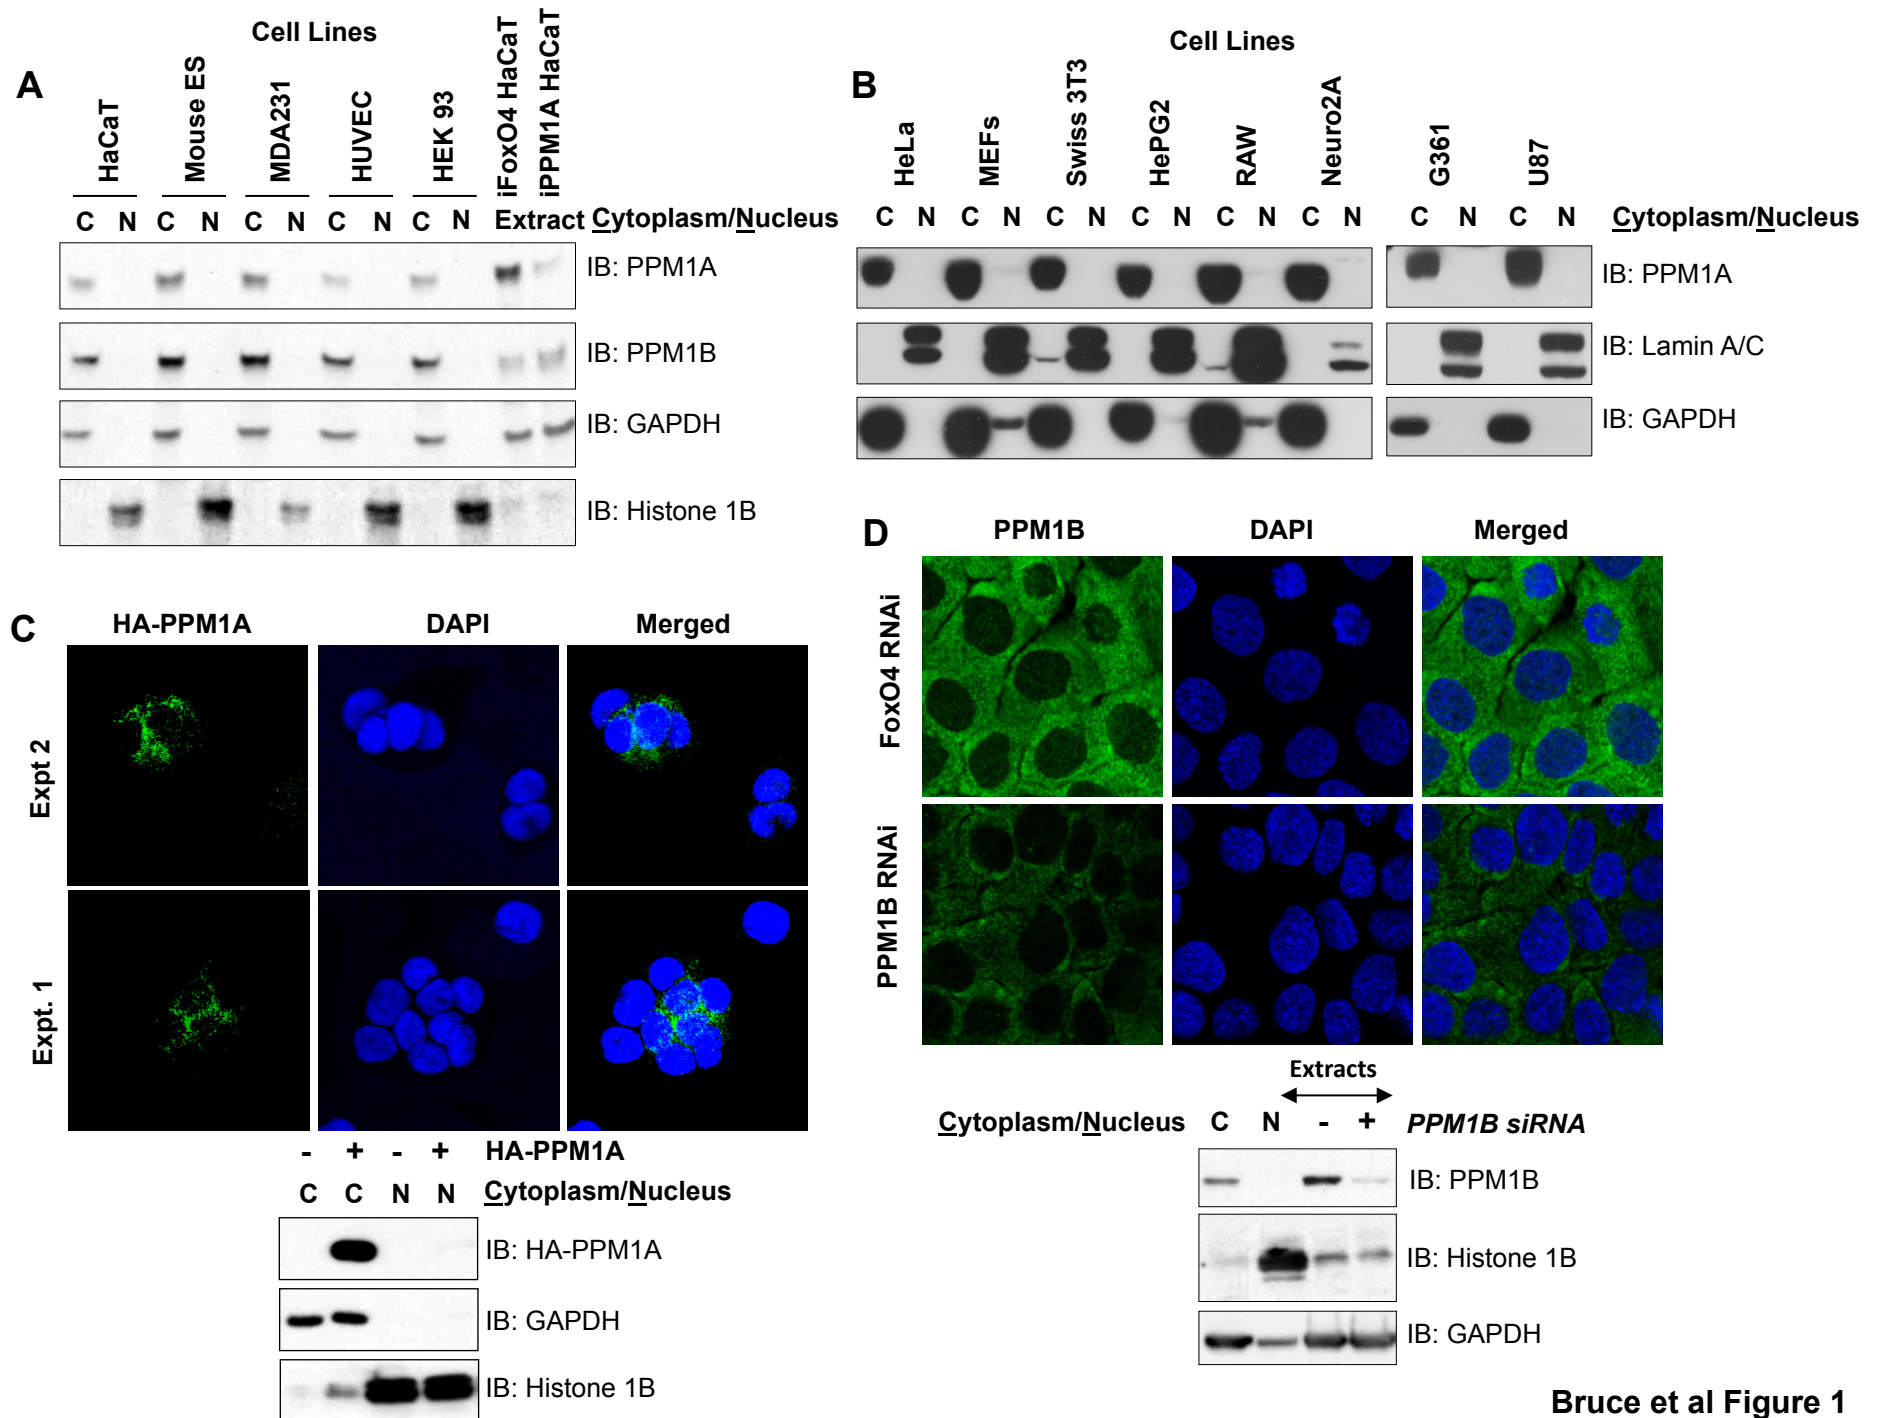 A
Cell Lines
HaCaT
Mouse ES
MDA231
HUVEC
HEK 93
iFoxO4 HaCaT
iPPM1A HaCaT
C N C N C N C N C N Extract Cytoplasm/Nucleus
IB: PPM1A
IB: PPM1B
IB: GAPDH
IB: Histone 1B
B
Cell Lines
HeLa
MEFs
Swiss 3T3
HePG2
RAW
Neuro2A
G361
U87
C N C N C N C N C N C N C N C N Cytoplasm/Nucleus
IB: PPM1A
IB: Lamin A/C
IB: GAPDH
C
HA-PPM1A DAPI Merged
Expt 2
Expt. 1
- + - + HA-PPM1A
C C N N Cytoplasm/Nucleus
IB: HA-PPM1A
IB: GAPDH
IB: Histone 1B
D
PPM1B DAPI Merged
FoxO4 RNAi
PPM1B RNAi
Extracts
Cytoplasm/Nucleus C N - + PPM1B siRNA
IB: PPM1B
IB: Histone 1B
IB: GAPDH
Bruce et al Figure 1